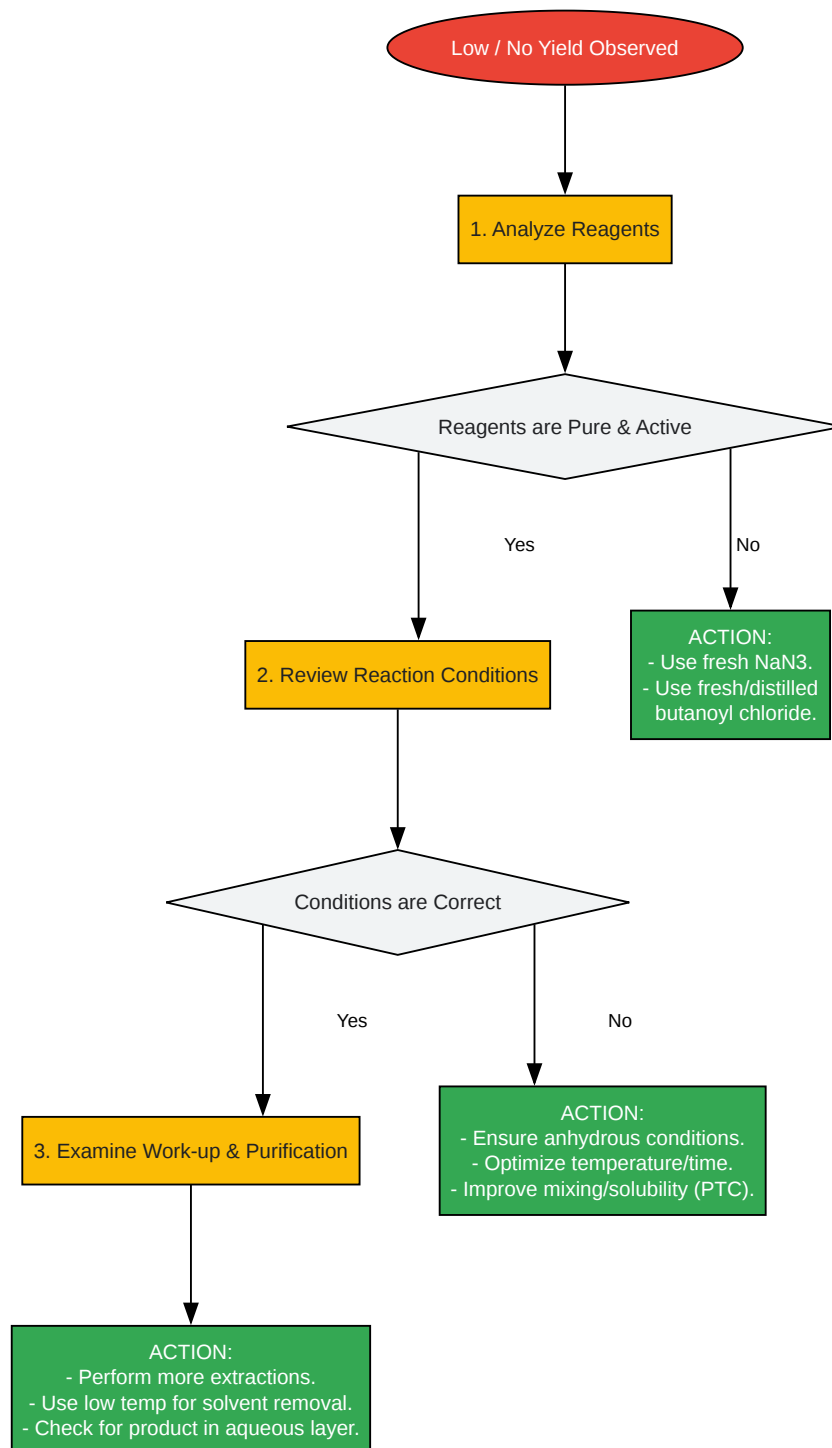 Low / No Yield Observed
1. Analyze Reagents
Reagents are Pure & Active
Yes
No
ACTION:
- Use fresh NaN3.
- Use fresh/distilled
butanoyl chloride.
2. Review Reaction Conditions
Conditions are Correct
Yes
No
3. Examine Work-up & Purification
ACTION:
- Ensure anhydrous conditions.
- Optimize temperature/time.
- Improve mixing/solubility (PTC).
ACTION:
- Perform more extractions.
- Use low temp for solvent removal.
- Check for product in aqueous layer.